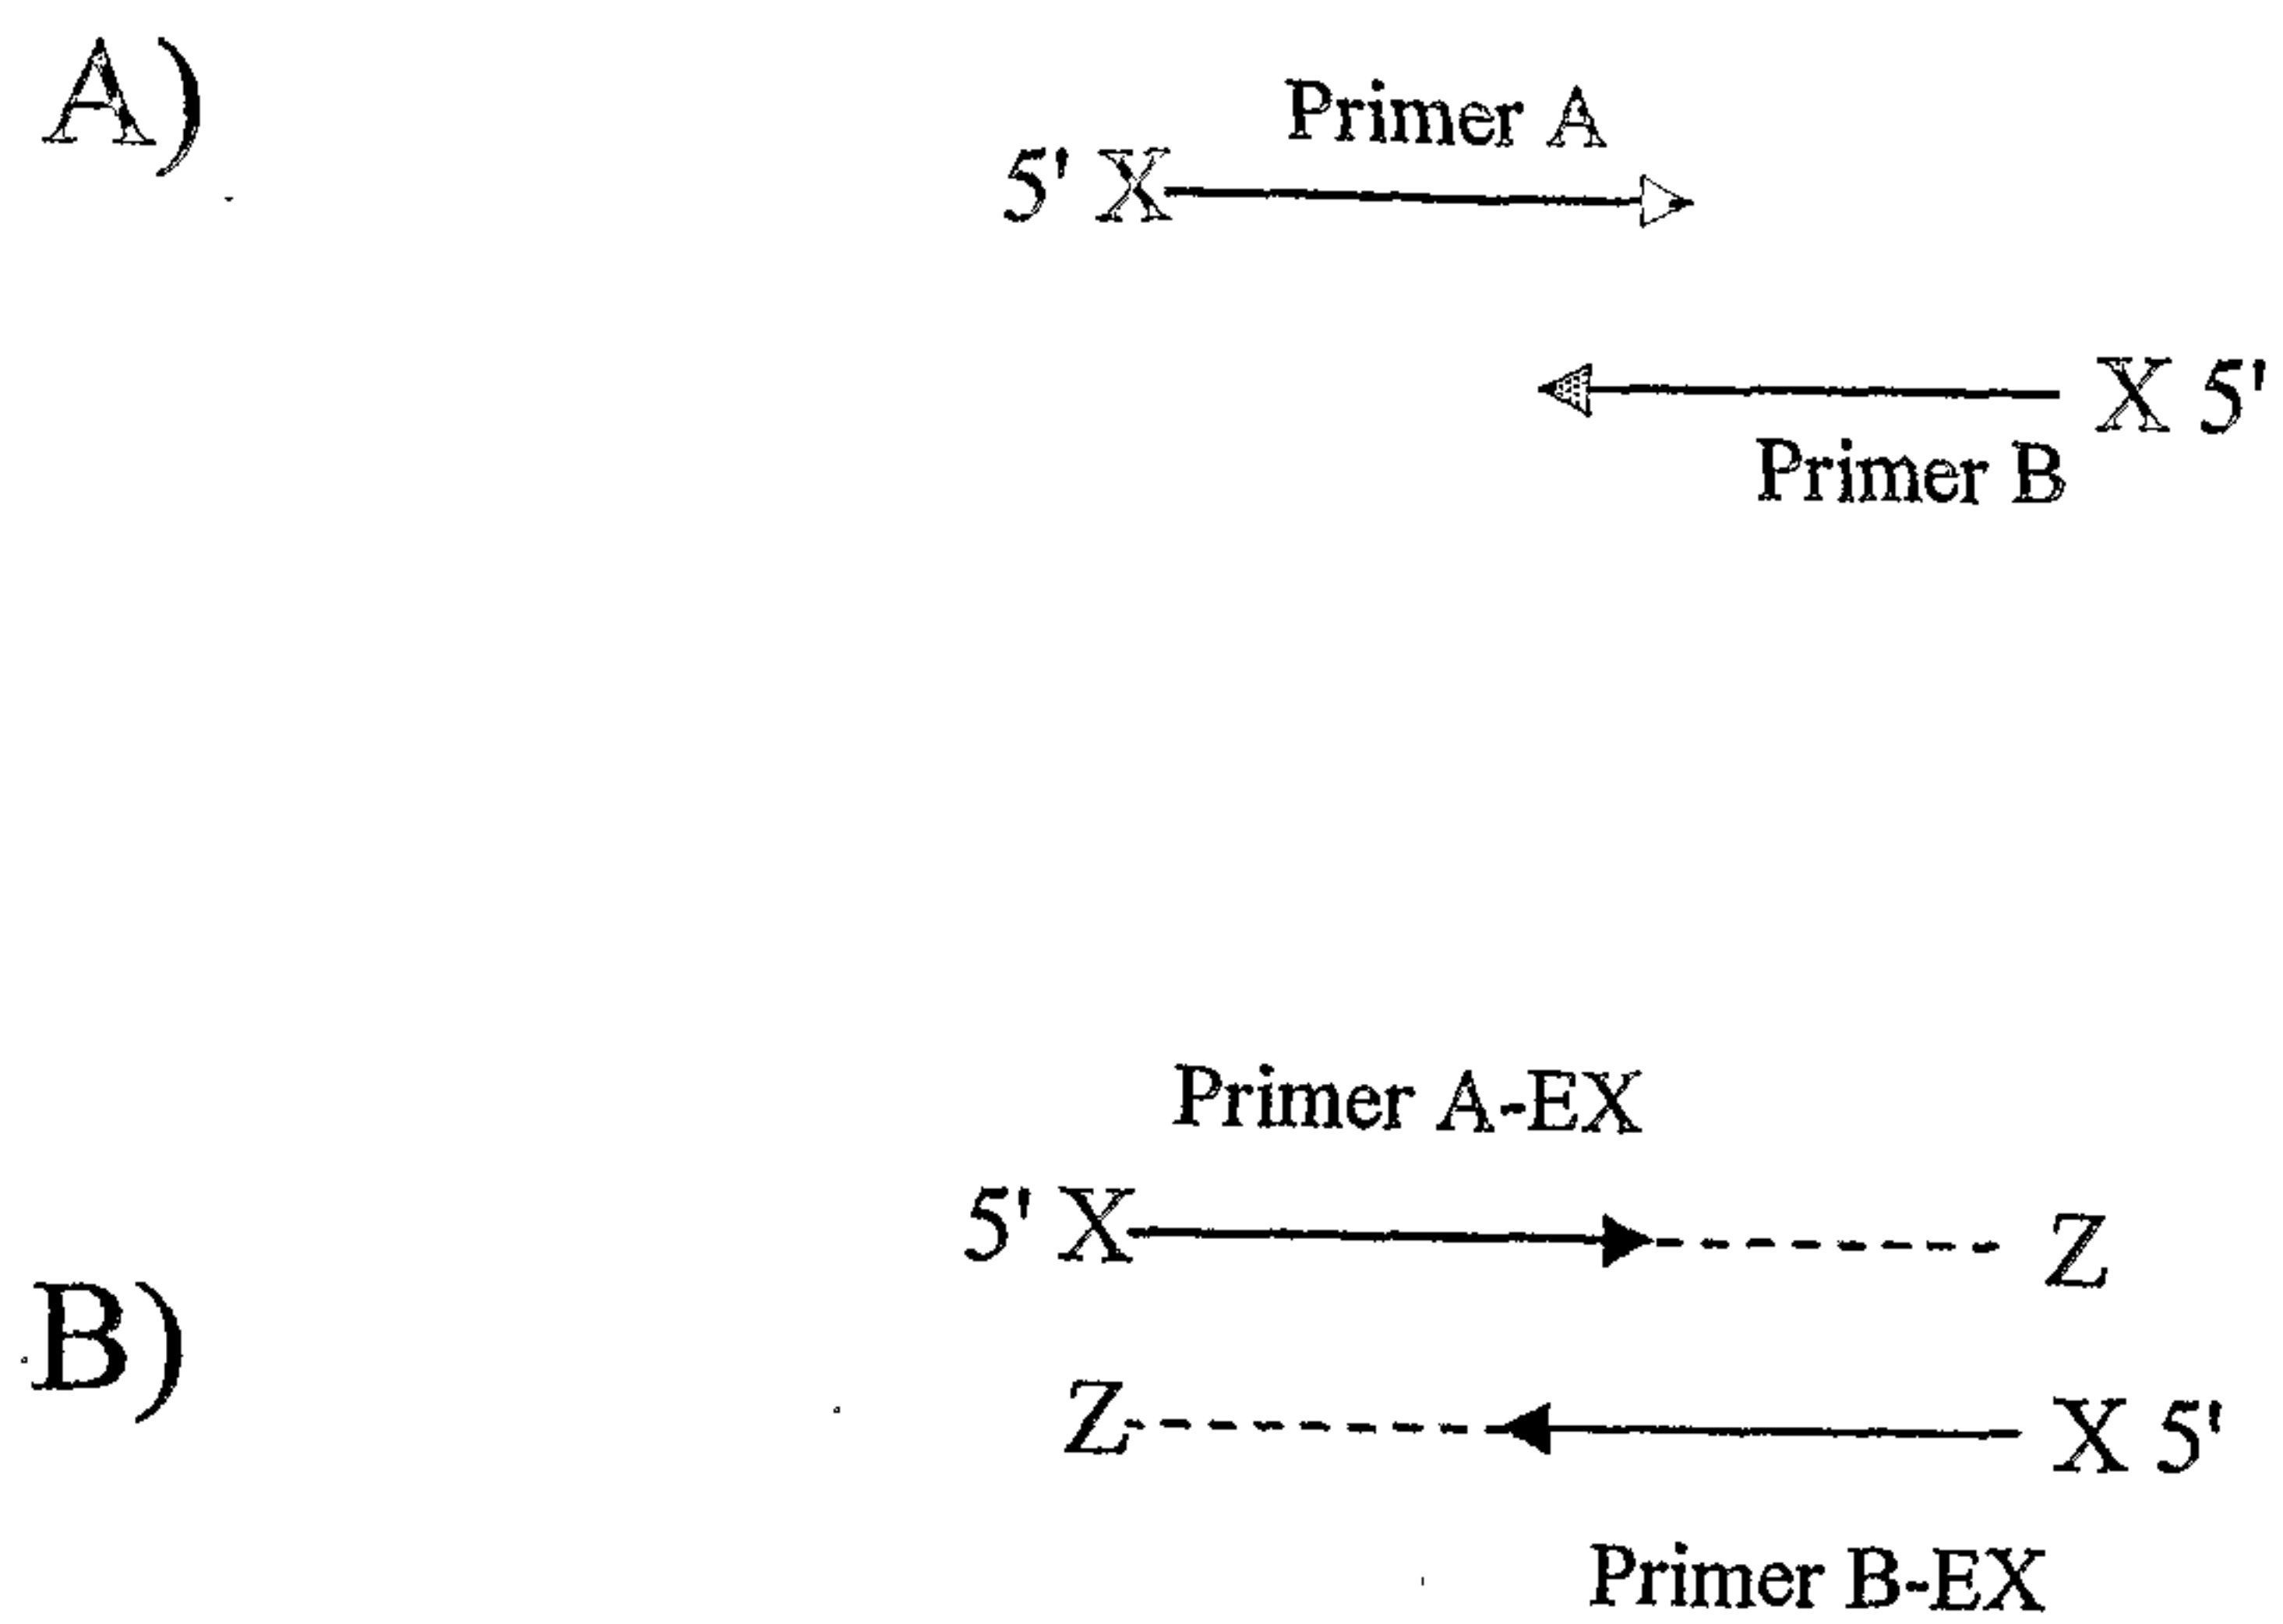 A)
Primer A
5' X
X 5'
Primer B
Primer A-EX
5' X Z
B)
Z X 5'
Primer B-EX